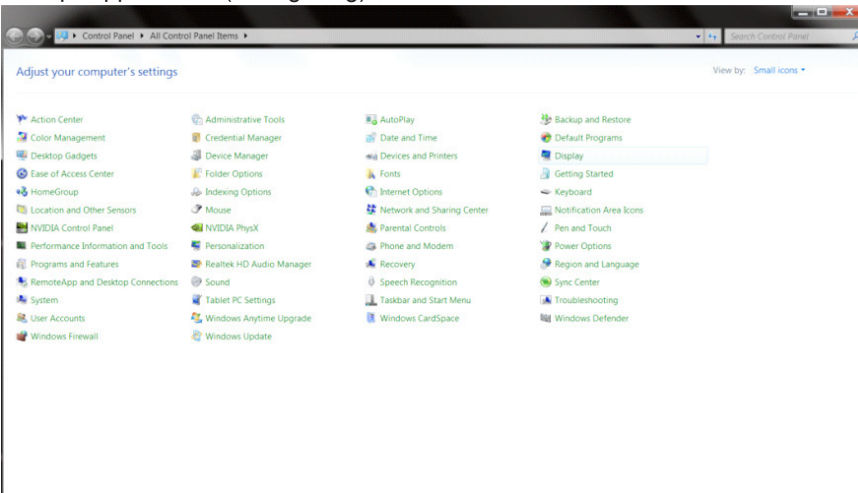 Control Panel ▸ All Control Panel Items ▸
Search Control Panel
Adjust your computer's settings
View by: Small icons
Action Center Administrative Tools AutoPlay Backup and Restore
Color Management Credential Manager Date and Time Default Programs
Desktop Gadgets Device Manager Devices and Printers Display
Ease of Access Center Folder Options Fonts Getting Started
HomeGroup Indexing Options Internet Options Keyboard
Location and Other Sensors Mouse Network and Sharing Center Notification Area Icons
NVIDIA Control Panel NVIDIA PhysX Parental Controls Pen and Touch
Performance Information and Tools Personalization Phone and Modem Power Options
Programs and Features Realtek HD Audio Manager Recovery Region and Language
RemoteApp and Desktop Connections Sound Speech Recognition Sync Center
System Tablet PC Settings Taskbar and Start Menu Troubleshooting
User Accounts Windows Anytime Upgrade Windows CardSpace Windows Defender
Windows Firewall Windows Update